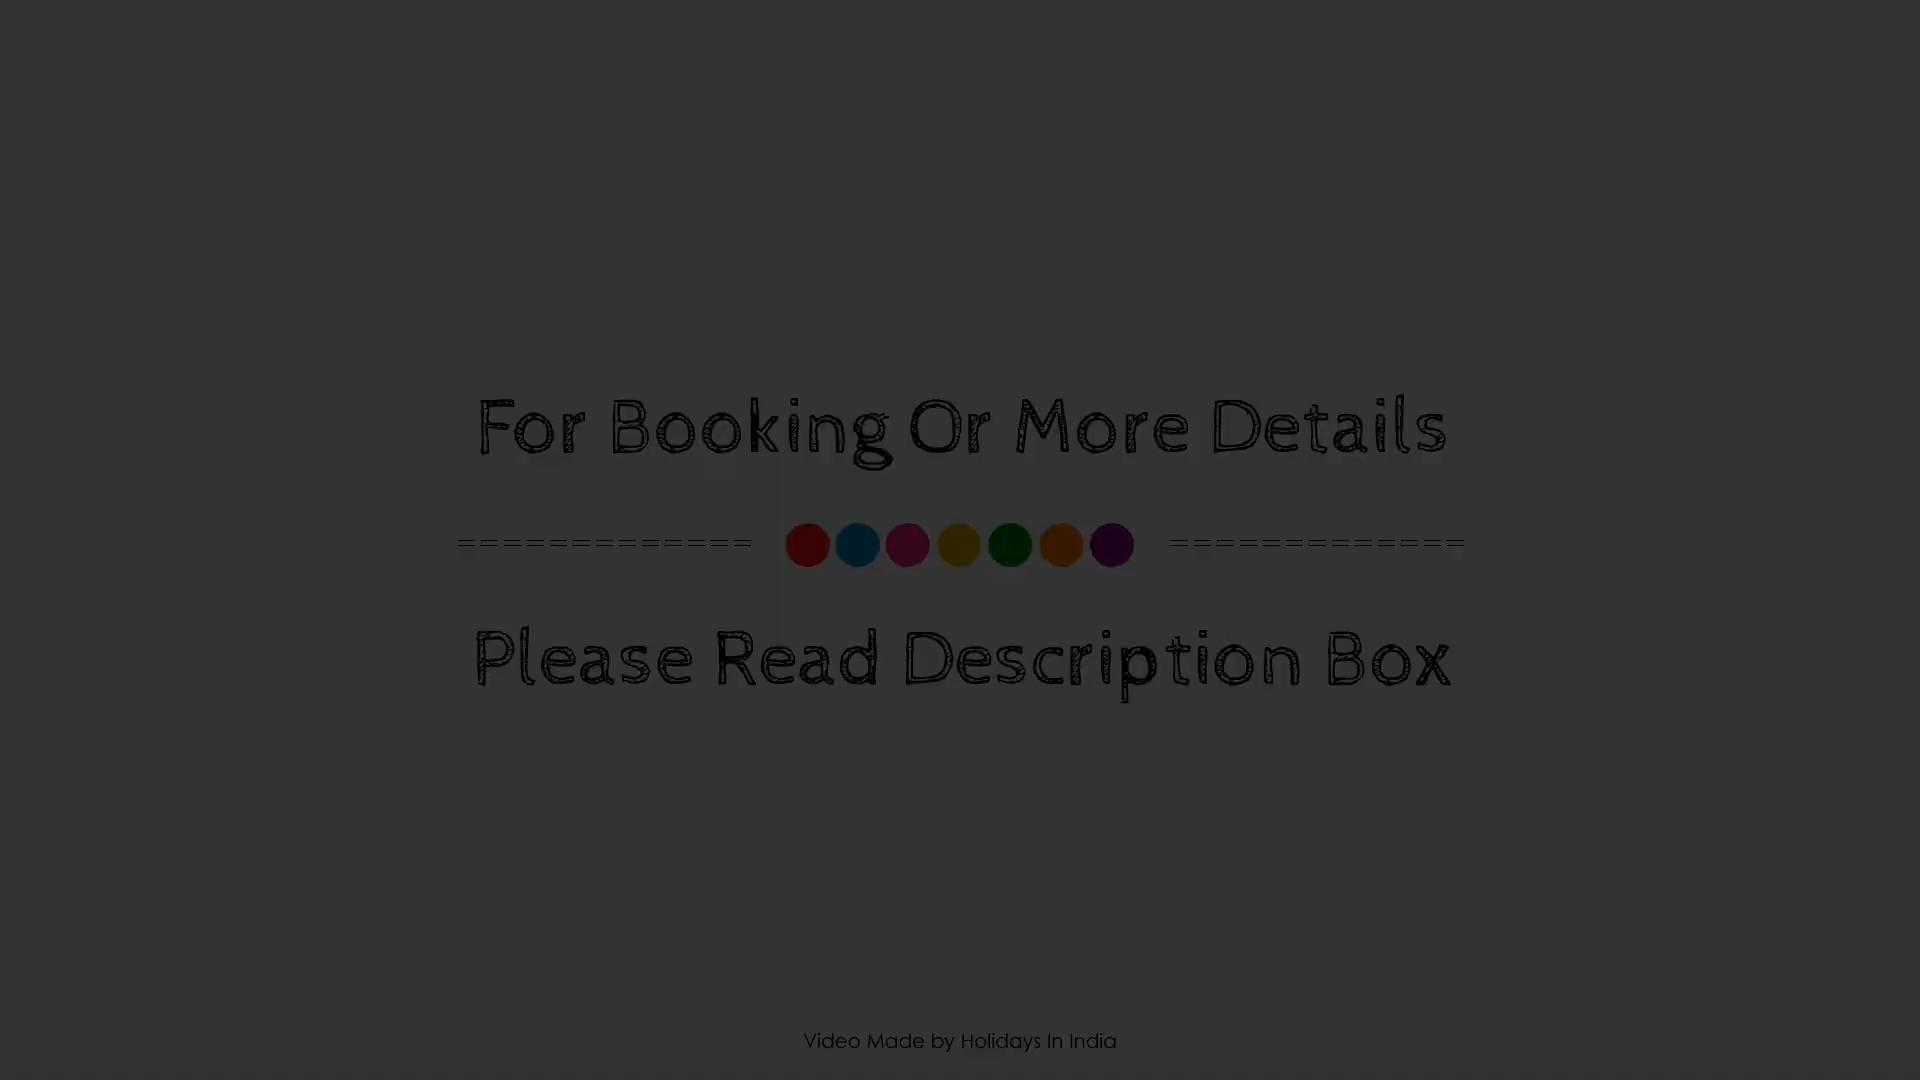 For Booking Or More Details
============= =============
Please Read Description Box
Video Made by Holidays In India